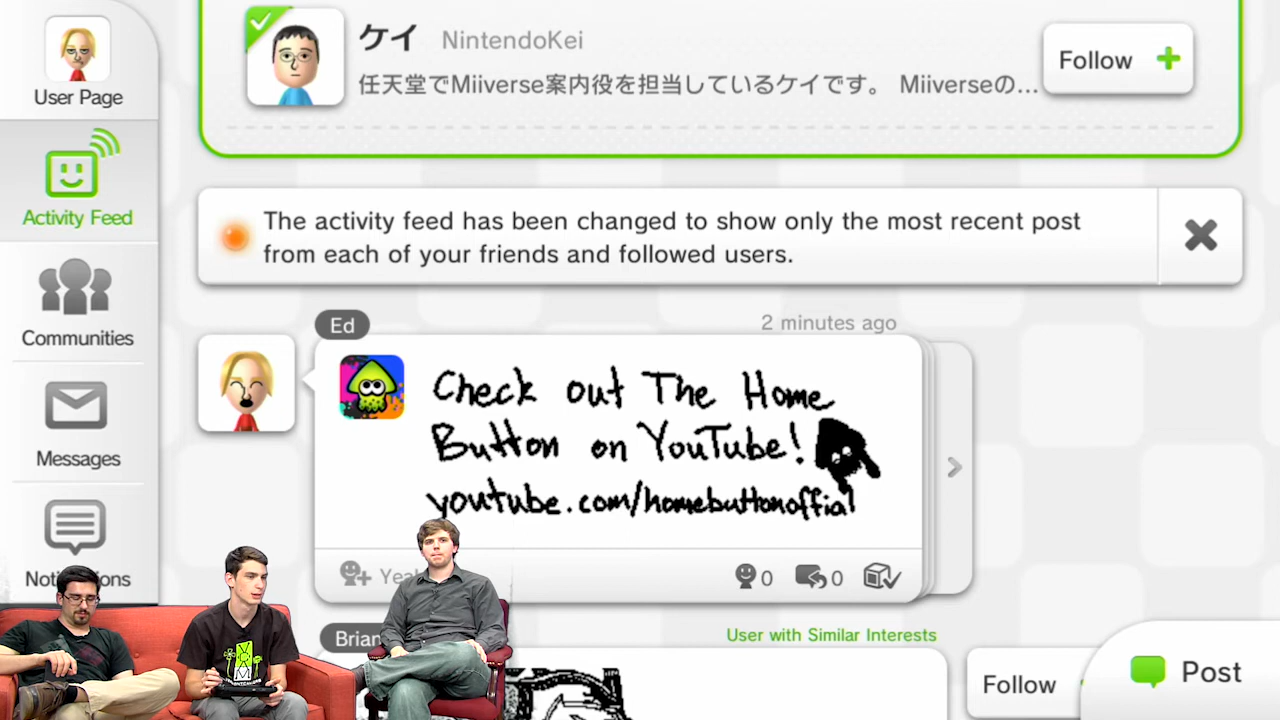 ケイ NintendoKei
任天堂でMiiverse案内役を担当しているケイです。 Miiverseの...
Follow
User Page
Activity Feed
Communities
Messages
The activity feed has been changed to show only the most recent post
from each of your friends and followed users.
Ed
2 minutes ago
Check out The Home
Button on YouTube!
youtube.com/homebuttonoffial
0
0
Brian
User with Similar Interests
Follow
Post